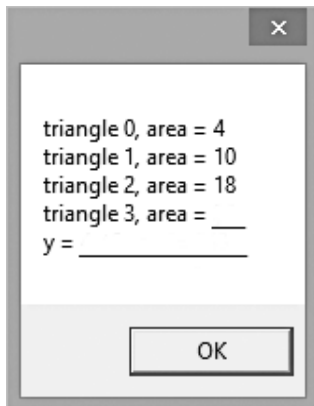 triangle 0, area = 4
triangle 1, area = 10
triangle 2, area = 18
triangle 3, area = ___
y = _______________
OK